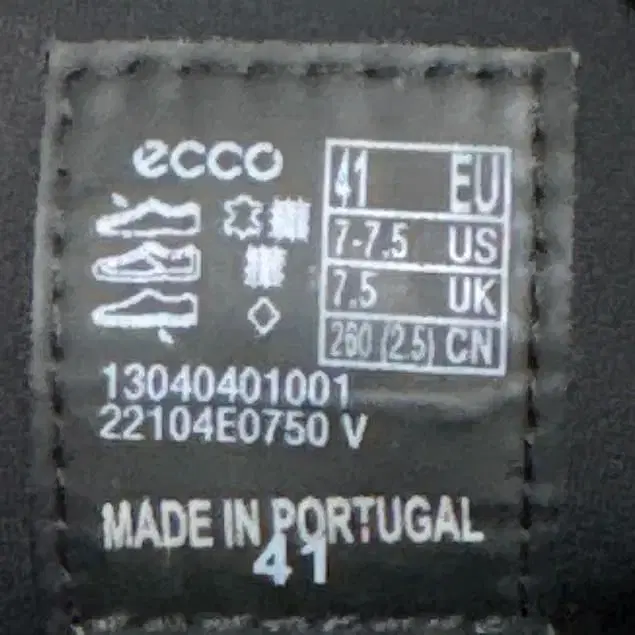 ecco
41 EU
7-7.5 US
7.5 UK
260 (2.5) CN
13040401001
22104E0750 V
MADE IN PORTUGAL
41